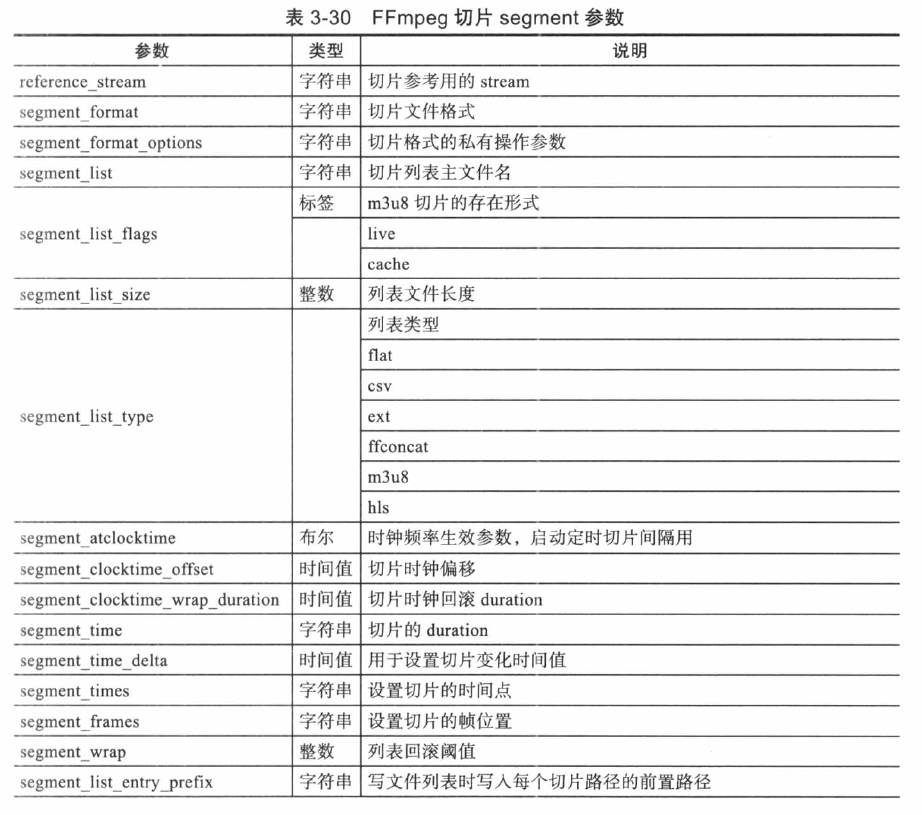 表 3-30 FFmpeg 切片 segment 参数
参数 类型 说明
reference_stream 字符串 切片参考用的 stream
segment_format 字符串 切片文件格式
segment_format_options 字符串 切片格式的私有操作参数
segment_list 字符串 切片列表主文件名
segment_list_flags 标签 m3u8 切片的存在形式
live
cache
segment_list_size 整数 列表文件长度
segment_list_type 列表类型
flat
csv
ext
ffconcat
m3u8
hls
segment_atclocktime 布尔 时钟频率生效参数，启动定时切片间隔用
segment_clocktime_offset 时间值 切片时钟偏移
segment_clocktime_wrap_duration 时间值 切片时钟回滚 duration
segment_time 字符串 切片的 duration
segment_time_delta 时间值 用于设置切片变化时间值
segment_times 字符串 设置切片的时间点
segment_frames 字符串 设置切片的帧位置
segment_wrap 整数 列表回滚阈值
segment_list_entry_prefix 字符串 写文件列表时写入每个切片路径的前置路径